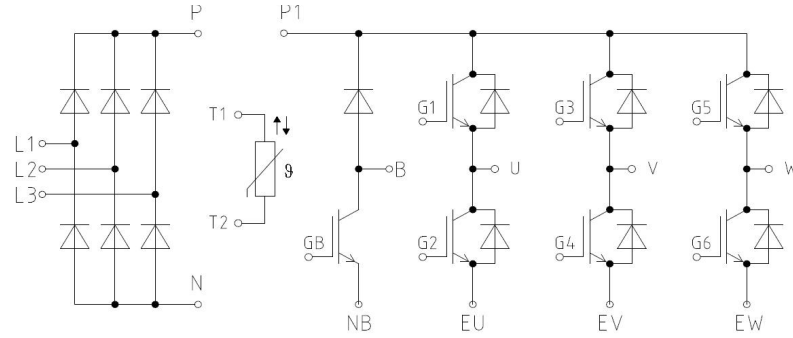 P P1
T1 G1 G3 G5
L1
L2 B U V W
L3 ϑ
T2 GB G2 G4 G6
N
NB EU EV EW